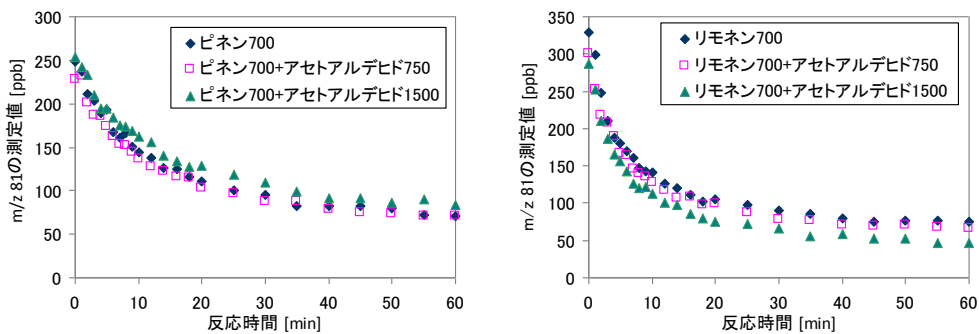 m/z 81の測定値 [ppb]
300
250
200
150
100
50
0
0 10 20 30 40 50 60
反応時間 [min]
ピネン700
ピネン700+アセトアルデヒド750
ピネン700+アセトアルデヒド1500
m/z 81の測定値 [ppb]
350
300
250
200
150
100
50
0
0 10 20 30 40 50 60
反応時間 [min]
リモネン700
リモネン700+アセトアルデヒド750
リモネン700+アセトアルデヒド1500